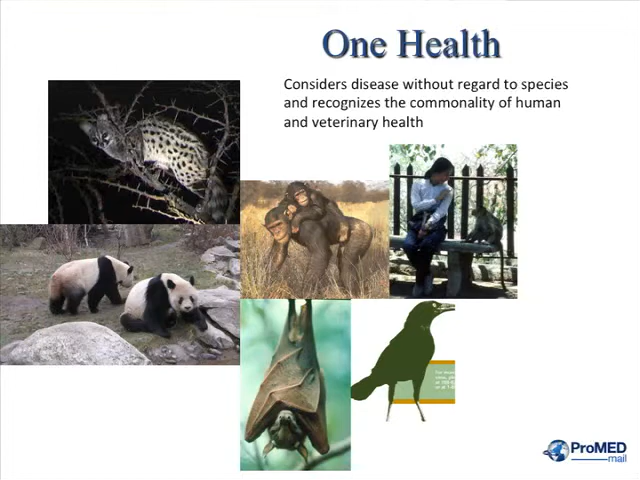 One Health
Considers disease without regard to species
and recognizes the commonality of human
and veterinary health
ProMED
mail